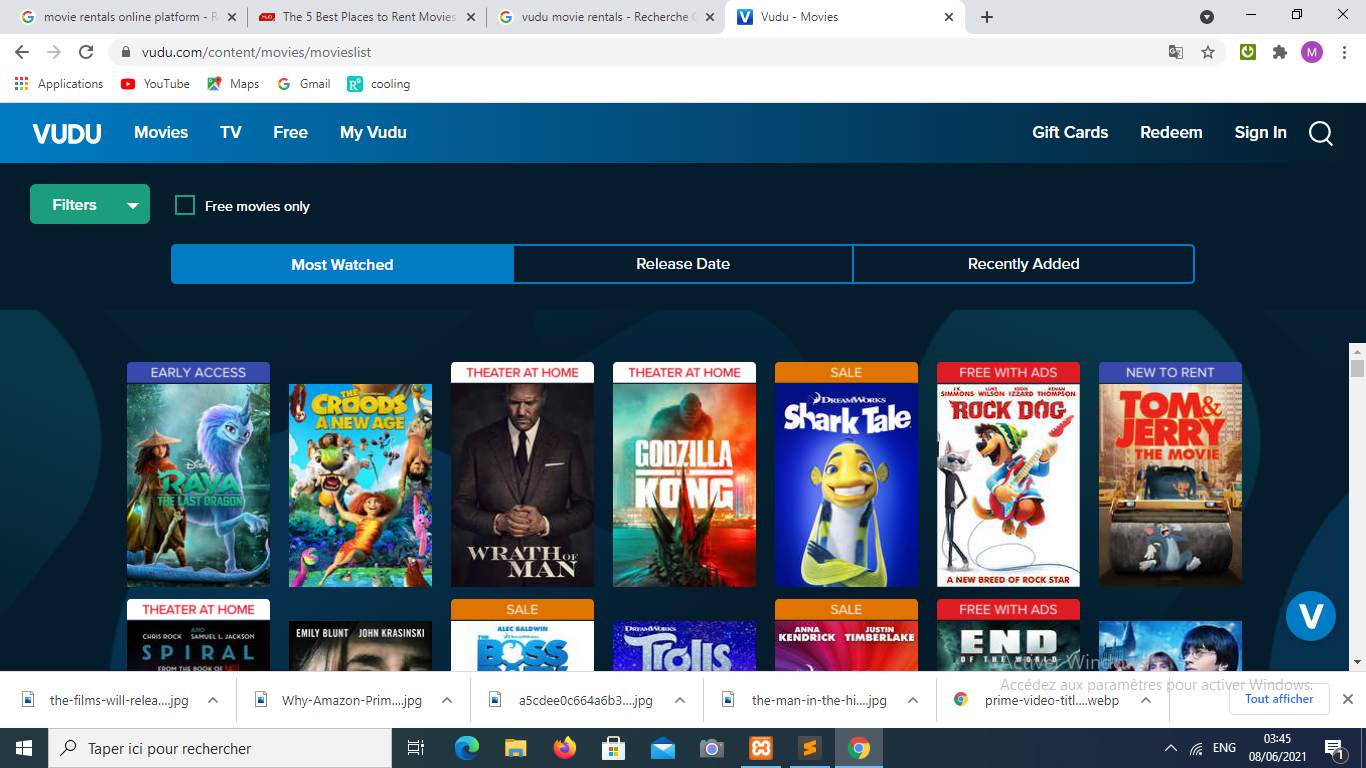 movie rentals online platform - R
The 5 Best Places to Rent Movies
vudu movie rentals - Recherche
Vudu - Movies
vudu.com/content/movies/movieslist
M
Applications
YouTube
Maps
Gmail
cooling
VUDU
Movies
TV
Free
My Vudu
Gift Cards
Redeem
Sign In
Filters
Free movies only
Most Watched
Release Date
Recently Added
EARLY ACCESS
THEATER AT HOME
THEATER AT HOME
SALE
FREE WITH ADS
NEW TO RENT
Disney
RAYA
AND
THE LAST DRAGON
THE
CROODS
A NEW AGE
WRATH OF
MAN
GODZILLA
KONG
DREAMWORKS
Shark Tale
J.K. SIMMONS
LUKE WILSON
EDDIE IZZARD
KENAN THOMPSON
ROCK DOG
A NEW BREED OF ROCK STAR
TOM &
JERRY
THE MOVIE
THEATER AT HOME
SALE
SALE
FREE WITH ADS
CHRIS ROCK AND SAMUEL L. JACKSON
SPIRAL
FROM THE BOOK OF SAW
EMILY BLUNT JOHN KRASINSKI
ALEC BALDWIN
THE
BOSS
DREAMWORKS
Trolls
ANNA KENDRICK
JUSTIN TIMBERLAKE
END
OF THE WORLD
V
Activer Windows
Accédez aux paramètres pour activer Windows.
the-films-will-relea....jpg
Why-Amazon-Prim....jpg
a5cdee0c664a6b3....jpg
the-man-in-the-hi....jpg
prime-video-titl....webp
Tout afficher
Taper ici pour rechercher
ENG
03:45
08/06/2021
1